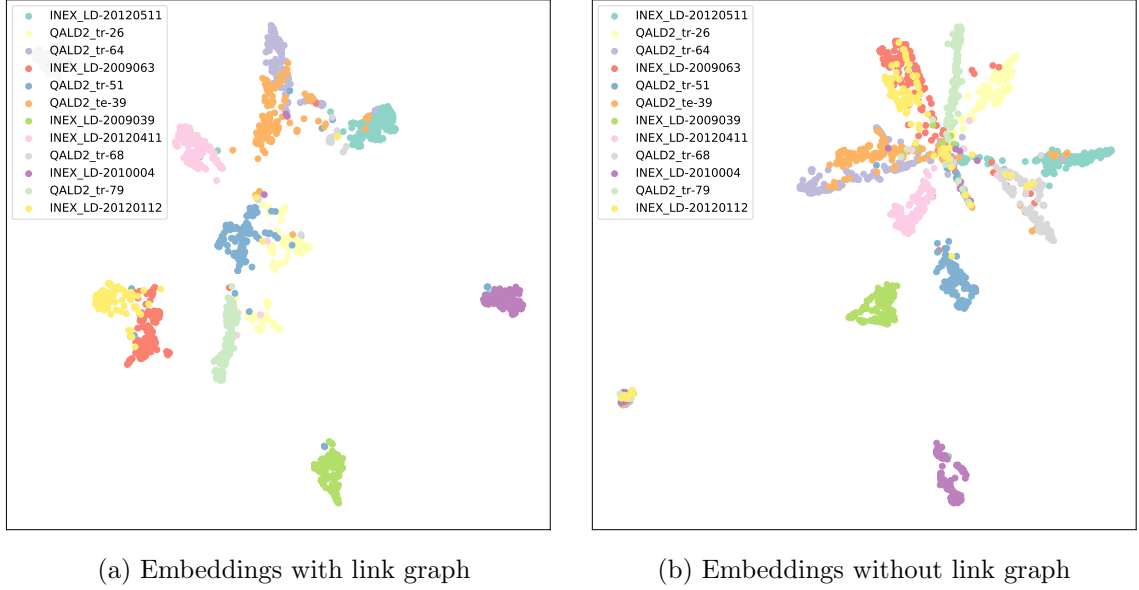 INEX_LD-20120511
QALD2_tr-26
QALD2_tr-64
INEX_LD-2009063
QALD2_tr-51
QALD2_te-39
INEX_LD-2009039
INEX_LD-20120411
QALD2_tr-68
INEX_LD-2010004
QALD2_tr-79
INEX_LD-20120112
INEX_LD-20120511
QALD2_tr-26
QALD2_tr-64
INEX_LD-2009063
QALD2_tr-51
QALD2_te-39
INEX_LD-2009039
INEX_LD-20120411
QALD2_tr-68
INEX_LD-2010004
QALD2_tr-79
INEX_LD-20120112
(a) Embeddings with link graph
(b) Embeddings without link graph